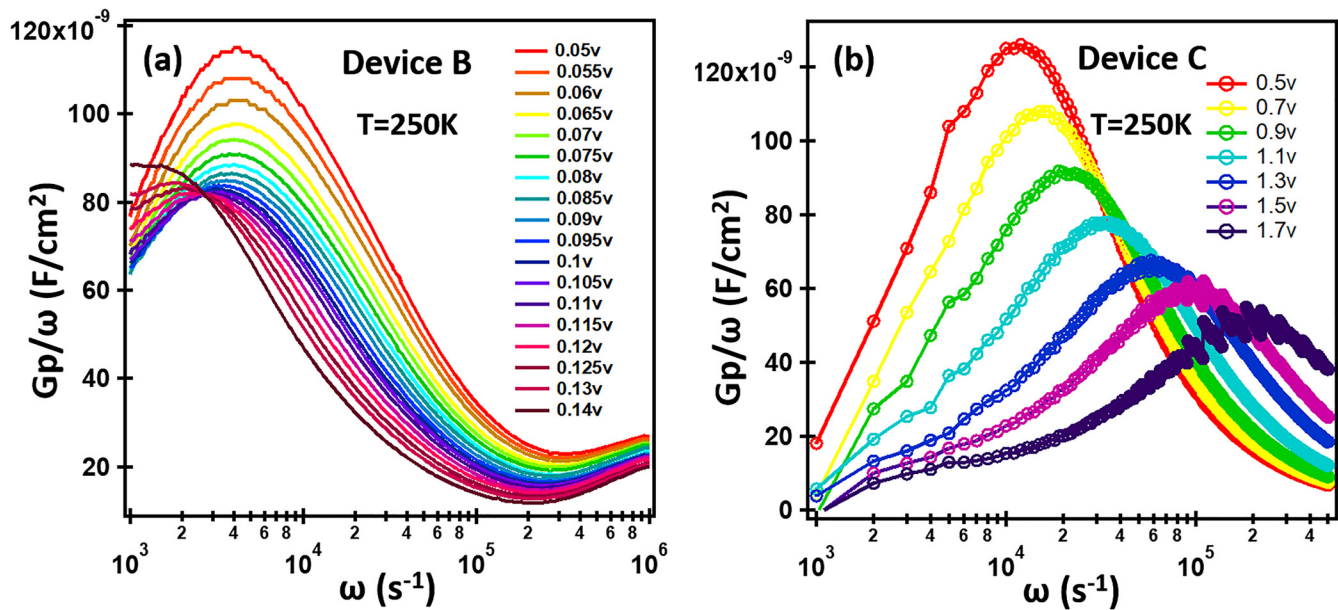 (a)
Device B
T=250K
Gp/ω (F/cm²)
120x10⁻⁹
100
80
60
40
20
0.05v
0.055v
0.06v
0.065v
0.07v
0.075v
0.08v
0.085v
0.09v
0.095v
0.1v
0.105v
0.11v
0.115v
0.12v
0.125v
0.13v
0.14v
10³
2
4
6
8
10⁴
2
4
6
8
10⁵
2
4
6
8
10⁶
ω (s⁻¹)
(b)
Device C
T=250K
Gp/ω (F/cm²)
120x10⁻⁹
100
80
60
40
20
0
0.5v
0.7v
0.9v
1.1v
1.3v
1.5v
1.7v
10³
2
4
6
8
10⁴
2
4
6
8
10⁵
2
4
ω (s⁻¹)